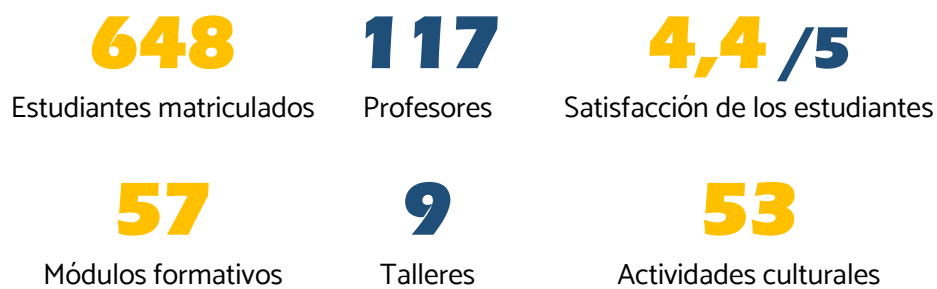 648
Estudiantes matriculados
117
Profesores
4,4 /5
Satisfacción de los estudiantes
57
Módulos formativos
9
Talleres
53
Actividades culturales